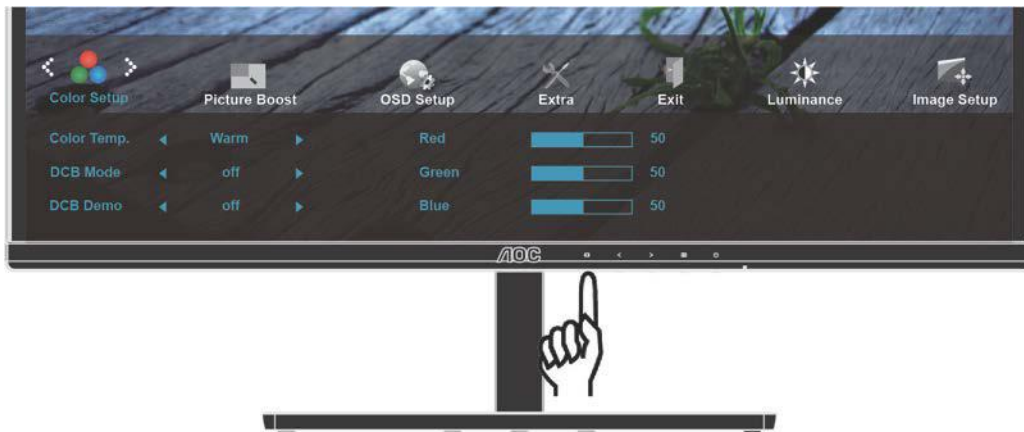 Color Setup Picture Boost OSD Setup Extra Exit Luminance Image Setup
Color Temp. Warm Red 50
DCB Mode off Green 50
DCB Demo off Blue 50
AOC